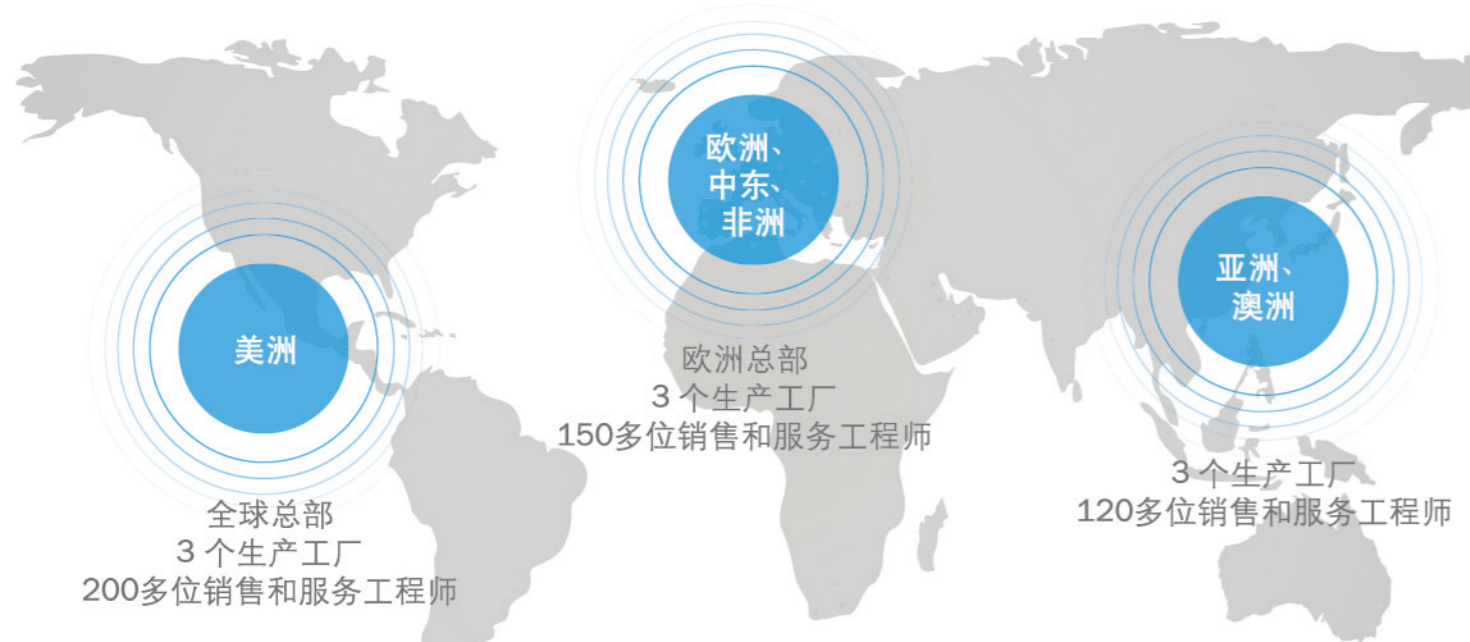 美洲
全球总部
3 个生产工厂
200多位销售和服务工程师
欧洲、
中东、
非洲
欧洲总部
3 个生产工厂
150多位销售和服务工程师
亚洲、
澳洲
3 个生产工厂
120多位销售和服务工程师